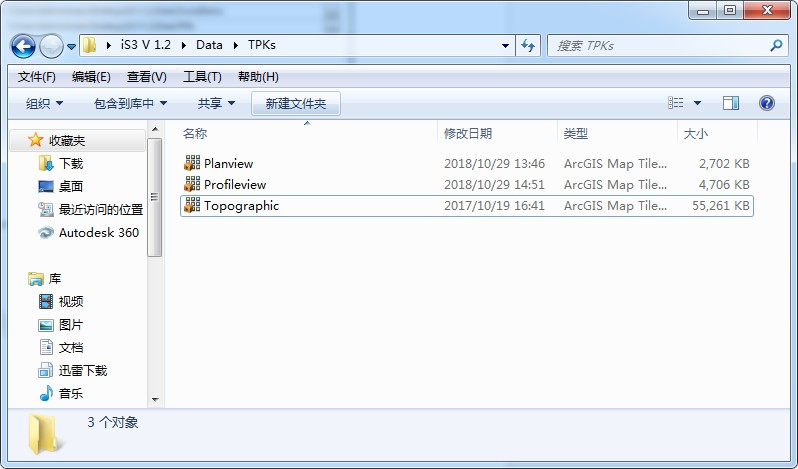 iS3 V 1.2 Data TPKs 搜索 TPKs
文件(F) 编辑(E) 查看(V) 工具(T) 帮助(H)
组织 包含到库中 共享 新建文件夹
名称 修改日期 类型 大小
收藏夹
下载
桌面
最近访问的位置
Autodesk 360
库
视频
图片
文档
迅雷下载
音乐
Planview 2018/10/29 13:46 ArcGIS Map Tile... 2,702 KB
Profileview 2018/10/29 14:51 ArcGIS Map Tile... 4,706 KB
Topographic 2017/10/19 16:41 ArcGIS Map Tile... 55,261 KB
3 个对象